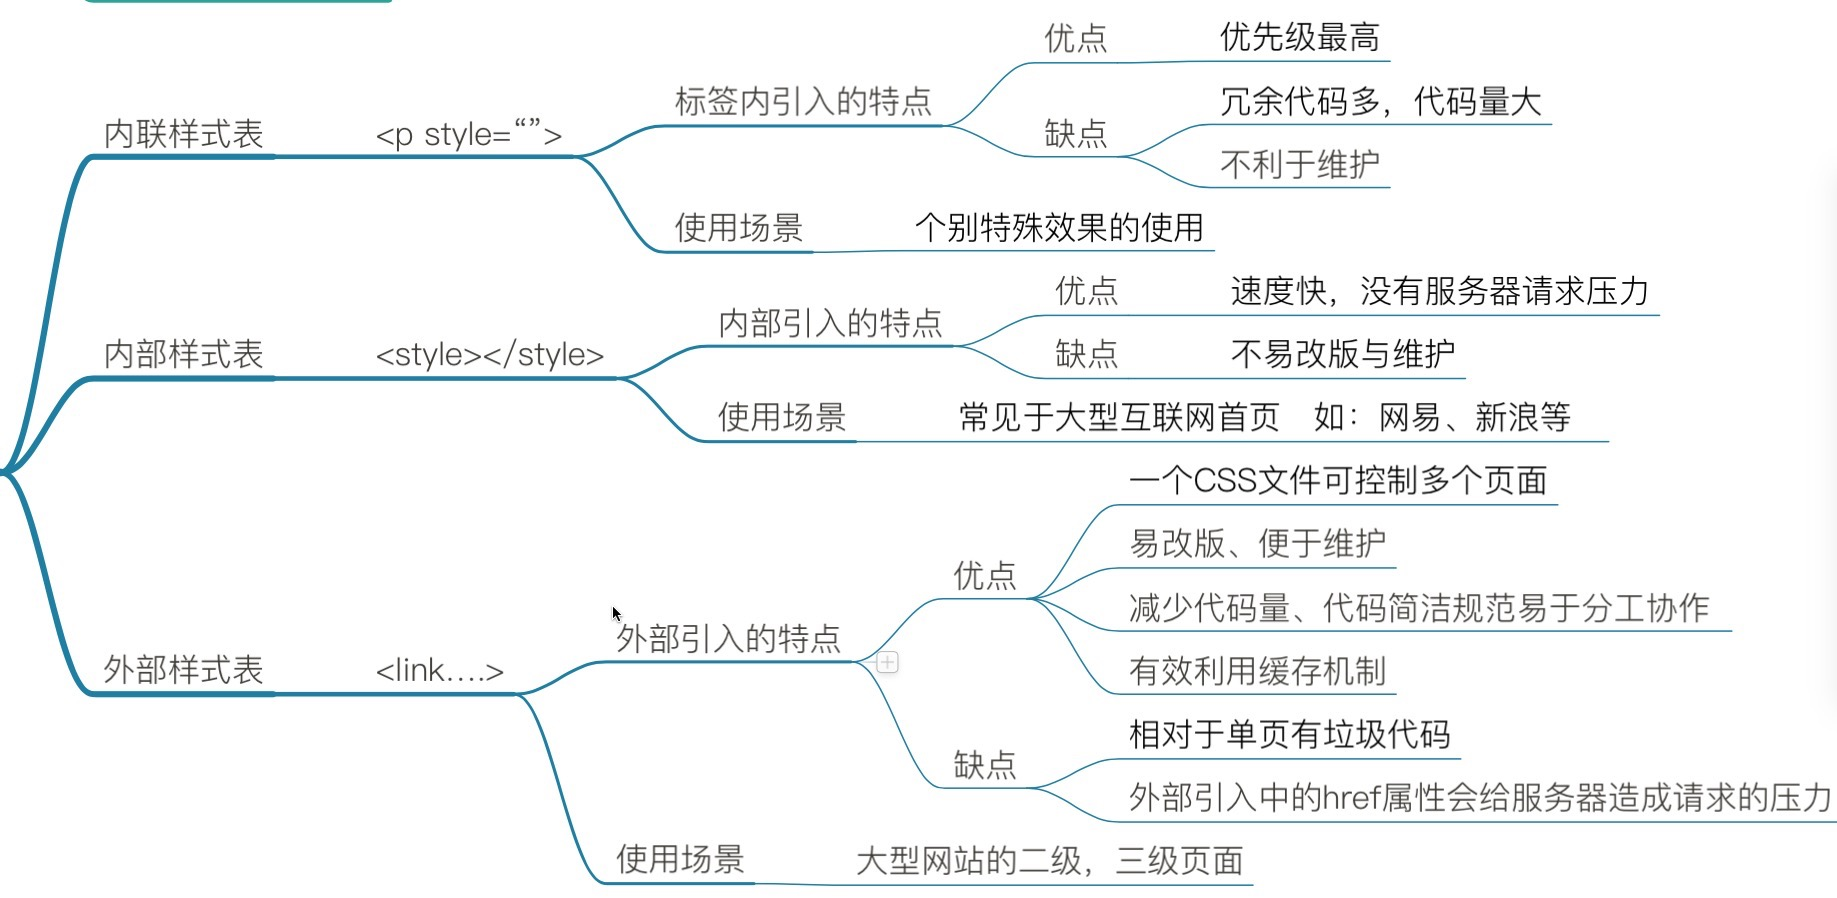 内联样式表
<p style=“”>
标签内引入的特点
优点
优先级最高
缺点
冗余代码多，代码量大
不利于维护
使用场景
个别特殊效果的使用
内部样式表
<style></style>
内部引入的特点
优点
速度快，没有服务器请求压力
缺点
不易改版与维护
使用场景
常见于大型互联网首页 如：网易、新浪等
外部样式表
<link....>
外部引入的特点
优点
一个CSS文件可控制多个页面
易改版、便于维护
减少代码量、代码简洁规范易于分工协作
有效利用缓存机制
缺点
相对于单页有垃圾代码
外部引入中的href属性会给服务器造成请求的压力
使用场景
大型网站的二级，三级页面